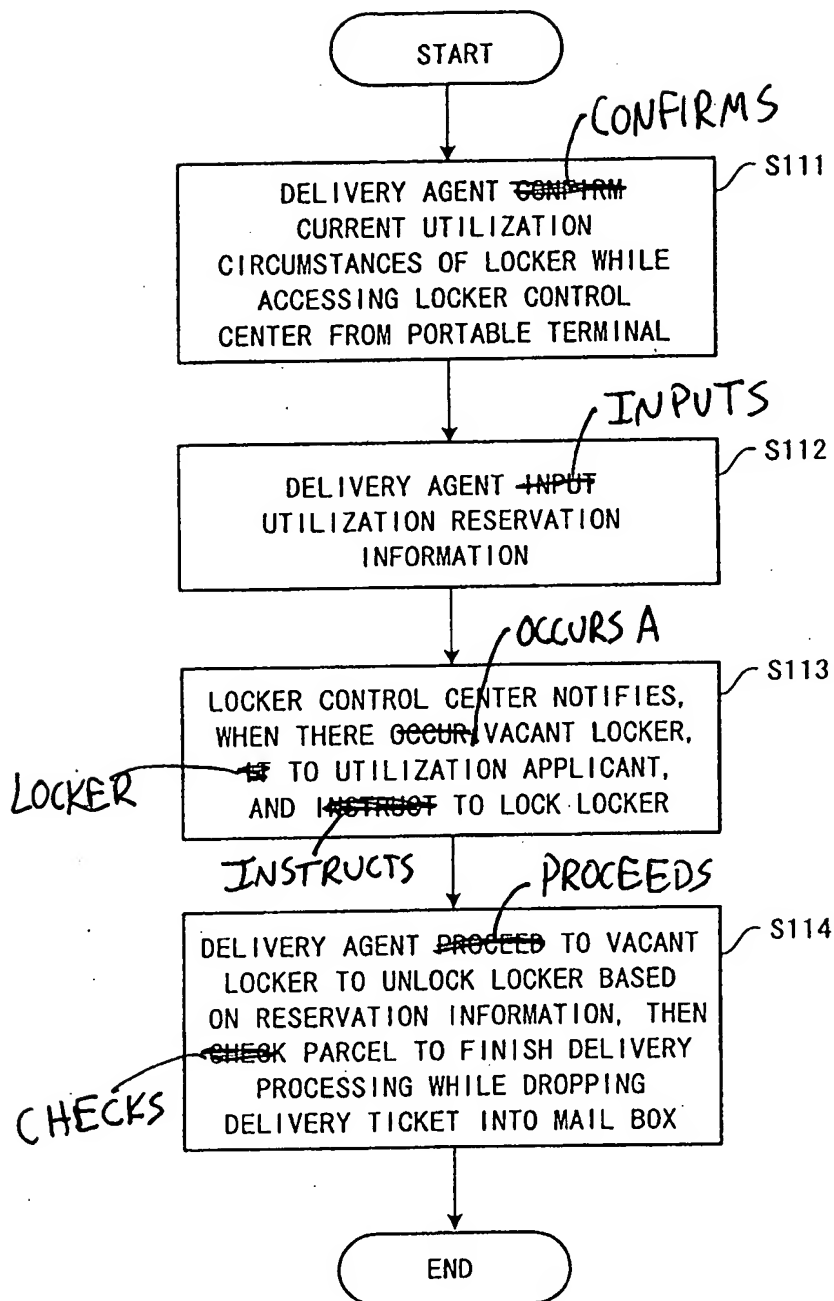 START
CONFIRMS
S111
DELIVERY AGENT CONFIRM
CURRENT UTILIZATION
CIRCUMSTANCES OF LOCKER WHILE
ACCESSING LOCKER CONTROL
CENTER FROM PORTABLE TERMINAL
INPUTS
S112
DELIVERY AGENT INPUT
UTILIZATION RESERVATION
INFORMATION
OCCURS A
S113
LOCKER CONTROL CENTER NOTIFIES,
WHEN THERE OCCUR VACANT LOCKER,
LOCKER IT TO UTILIZATION APPLICANT,
AND INSTRUCT TO LOCK LOCKER
INSTRUCTS PROCEEDS
S114
DELIVERY AGENT PROCEED TO VACANT
LOCKER TO UNLOCK LOCKER BASED
ON RESERVATION INFORMATION, THEN
CHECK PARCEL TO FINISH DELIVERY
CHECKS PROCESSING WHILE DROPPING
DELIVERY TICKET INTO MAIL BOX
END